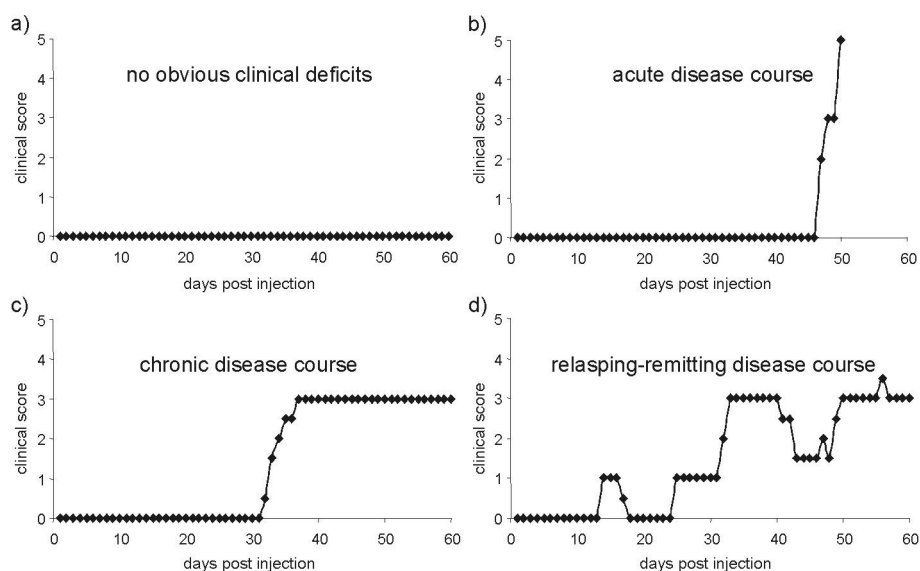 a)
no obvious clinical deficits
clinical score
5
4
3
2
1
0
0 10 20 30 40 50 60
days post injection
b)
acute disease course
clinical score
5
4
3
2
1
0
0 10 20 30 40 50 60
days post injection
c)
chronic disease course
clinical score
5
4
3
2
1
0
0 10 20 30 40 50 60
days post injection
d)
relasping-remitting disease course
clinical score
5
4
3
2
1
0
0 10 20 30 40 50 60
days post injection